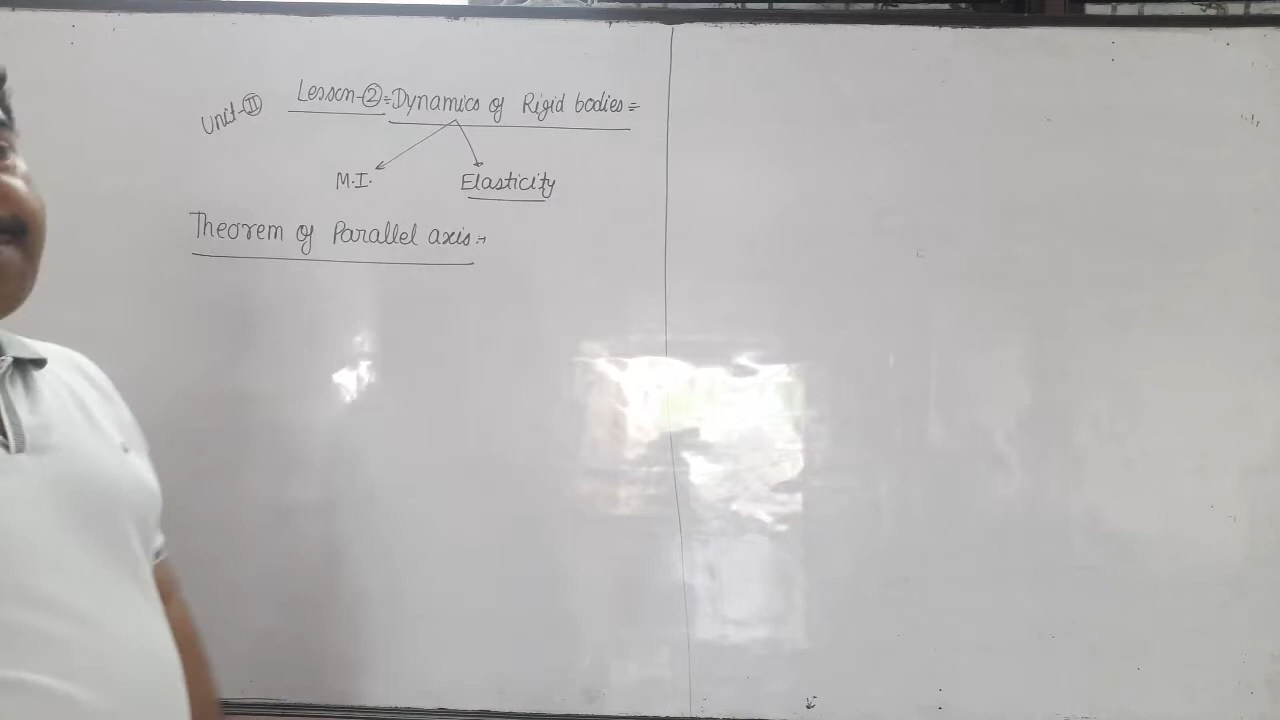 Unit-II Lesson-2:- Dynamics of Rigid bodies:-
M.I. Elasticity
Theorem of Parallel axis:-